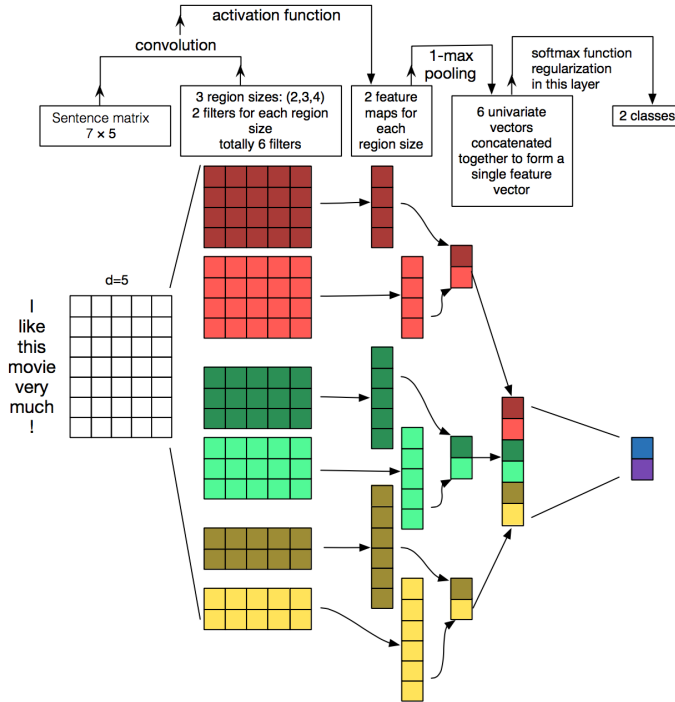 activation function
convolution
1-max
pooling
softmax function
regularization
in this layer
3 region sizes: (2,3,4)
2 filters for each region
size
totally 6 filters
2 feature
maps for
each
region size
Sentence matrix
7 × 5
6 univariate
vectors
concatenated
together to form a
single feature
vector
2 classes
d=5
I
like
this
movie
very
much
!